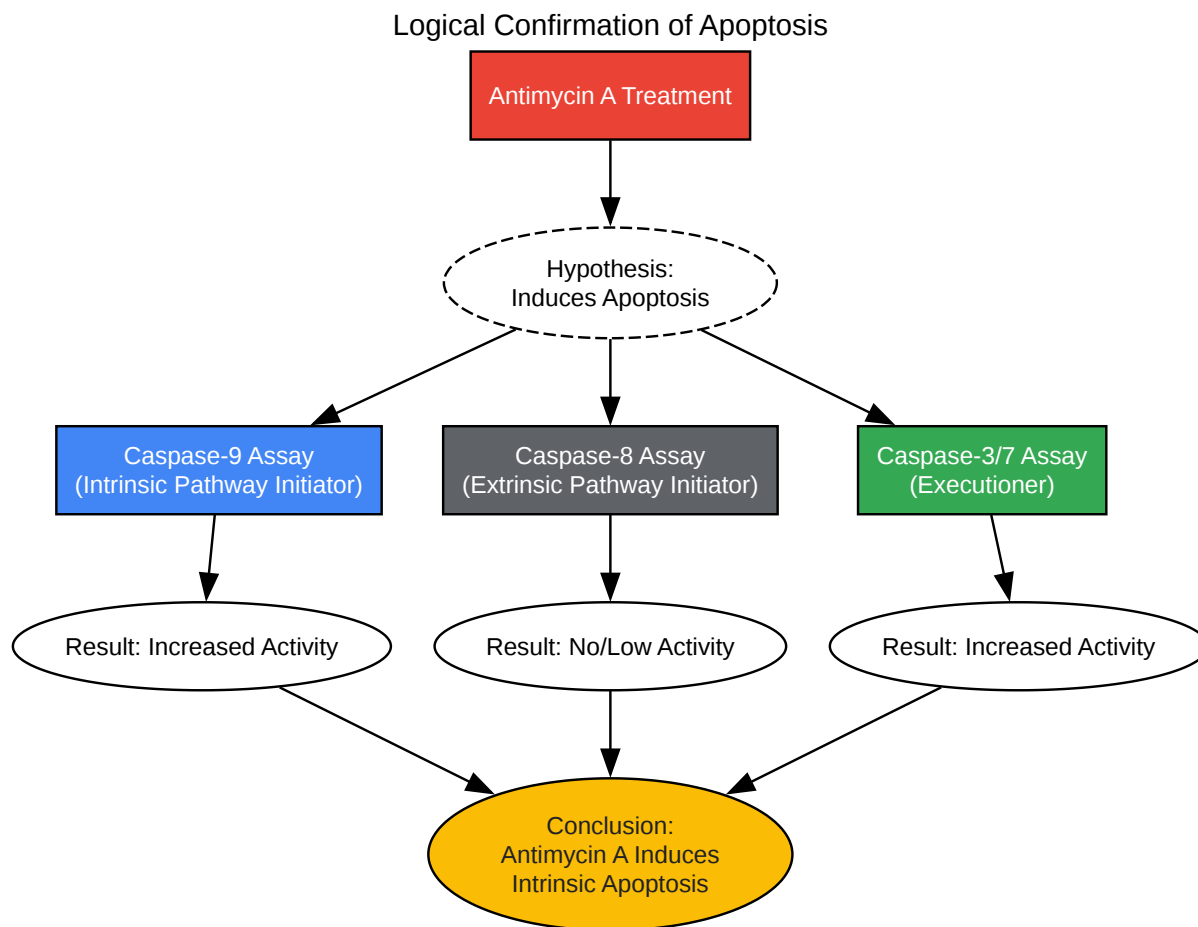 Logical Confirmation of Apoptosis
Antimycin A Treatment
Hypothesis:
Induces Apoptosis
Caspase-9 Assay
(Intrinsic Pathway Initiator)
Caspase-8 Assay
(Extrinsic Pathway Initiator)
Caspase-3/7 Assay
(Executioner)
Result: Increased Activity
Result: No/Low Activity
Result: Increased Activity
Conclusion:
Antimycin A Induces
Intrinsic Apoptosis